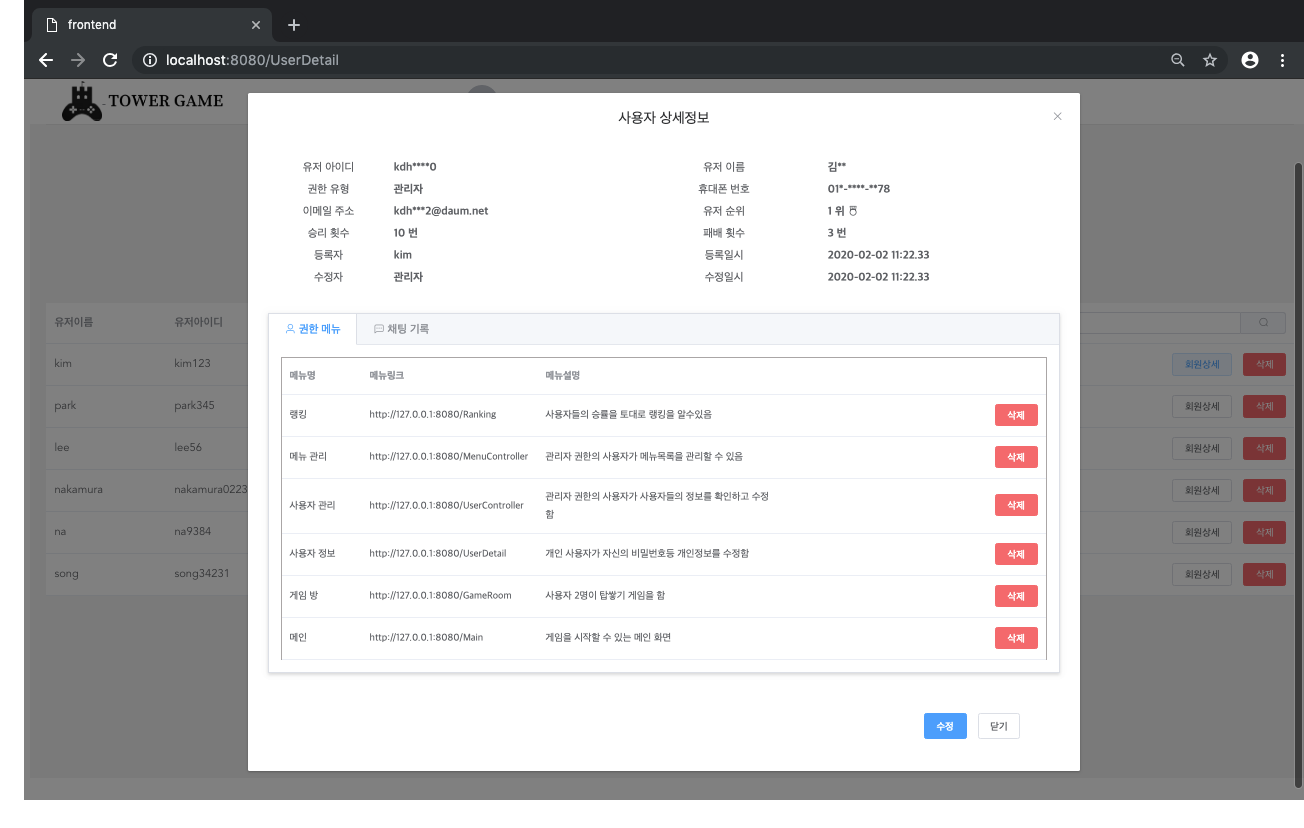 frontend
localhost:8080/UserDetail
TOWER GAME
사용자 상세정보
유저 아이디 kdh****0 유저 이름 김**
권한 유형 관리자 휴대폰 번호 01*-****-**78
이메일 주소 kdh***2@daum.net 유저 순위 1 위
승리 횟수 10 번 패배 횟수 3 번
등록자 kim 등록일시 2020-02-02 11:22.33
수정자 관리자 수정일시 2020-02-02 11:22.33
권한 메뉴 채팅 기록
메뉴명 메뉴링크 메뉴설명
랭킹 http://127.0.0.1:8080/Ranking 사용자들의 승률을 토대로 랭킹을 알수있음 삭제
메뉴 관리 http://127.0.0.1:8080/MenuController 관리자 권한의 사용자가 메뉴목록을 관리할 수 있음 삭제
사용자 관리 http://127.0.0.1:8080/UserController 관리자 권한의 사용자가 사용자들의 정보를 확인하고 수정
함 삭제
사용자 정보 http://127.0.0.1:8080/UserDetail 개인 사용자가 자신의 비밀번호등 개인정보를 수정함 삭제
게임 방 http://127.0.0.1:8080/GameRoom 사용자 2명이 탑쌓기 게임을 함 삭제
메인 http://127.0.0.1:8080/Main 게임을 시작할 수 있는 메인 화면 삭제
수정 닫기
유저이름 유저아이디
kim kim123 회원상세 삭제
park park345 회원상세 삭제
lee lee56 회원상세 삭제
nakamura nakamura0223 회원상세 삭제
na na9384 회원상세 삭제
song song34231 회원상세 삭제